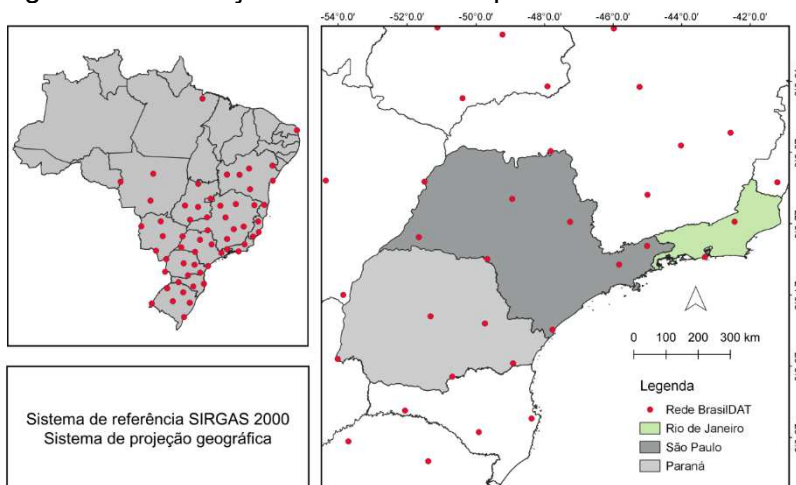 -54°0.0' -52°0.0' -50°0.0' -48°0.0' -46°0.0' -44°0.0' -42°0.0'
0 100 200 300 km
Legenda
Rede BrasilDAT
Rio de Janeiro
São Paulo
Paraná
Sistema de referência SIRGAS 2000
Sistema de projeção geográfica